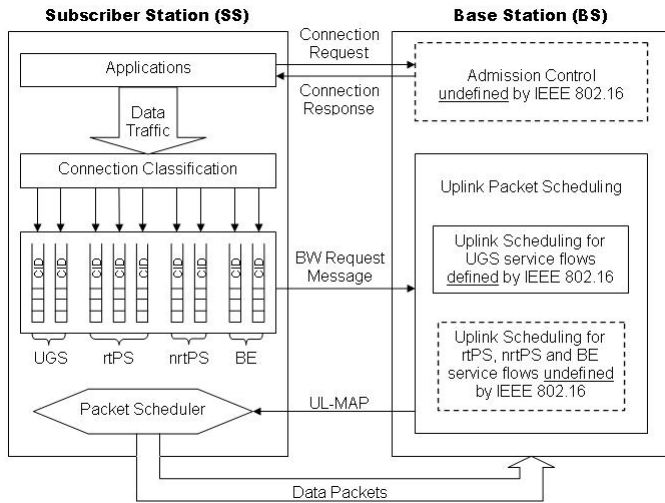 Subscriber Station (SS)
Base Station (BS)
Applications
Connection
Request
Connection
Response
Admission Control
undefined by IEEE 802.16
Data
Traffic
Connection Classification
Uplink Packet Scheduling
CID CID CID CID CID CID CID CID CID
UGS rtPS nrtPS BE
BW Request
Message
Uplink Scheduling for
UGS service flows
defined by IEEE 802.16
Uplink Scheduling for
rtPS, nrtPS and BE
service flows undefined
by IEEE 802.16
Packet Scheduler
UL-MAP
Data Packets